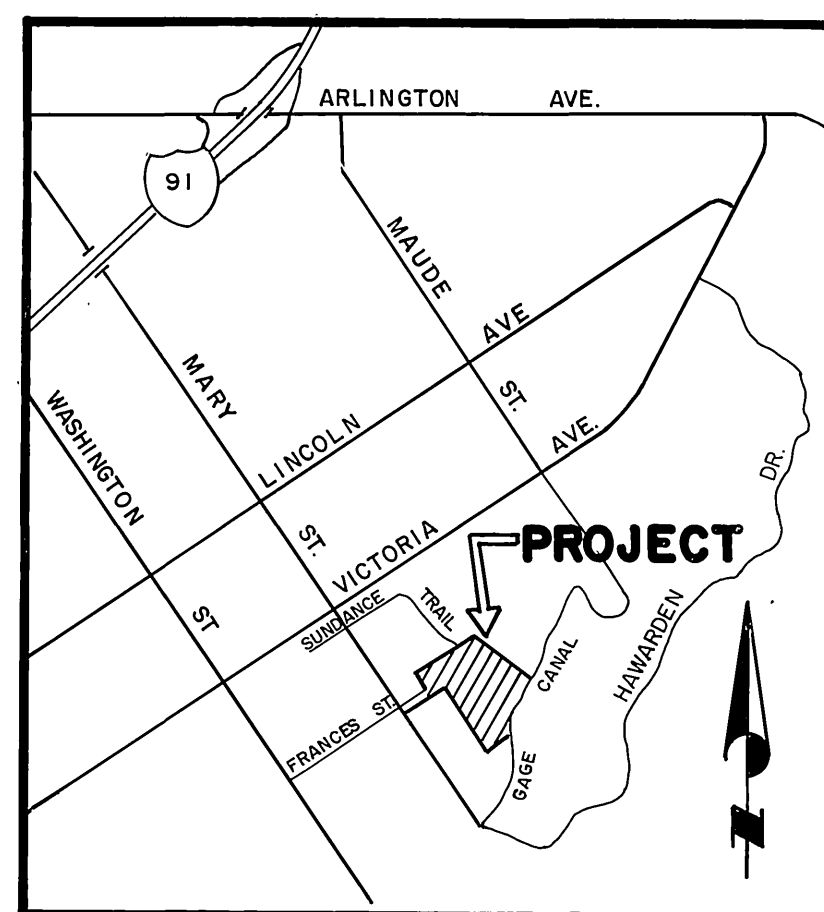 ARLINGTON AVE.
91
MAUDE ST.
LINCOLN AVE
MARY ST.
WASHINGTON ST
VICTORIA AVE.
PROJECT
SUNDANCE TRAIL
FRANCES ST.
GAGE CANAL
HAWARDEN DR.
N